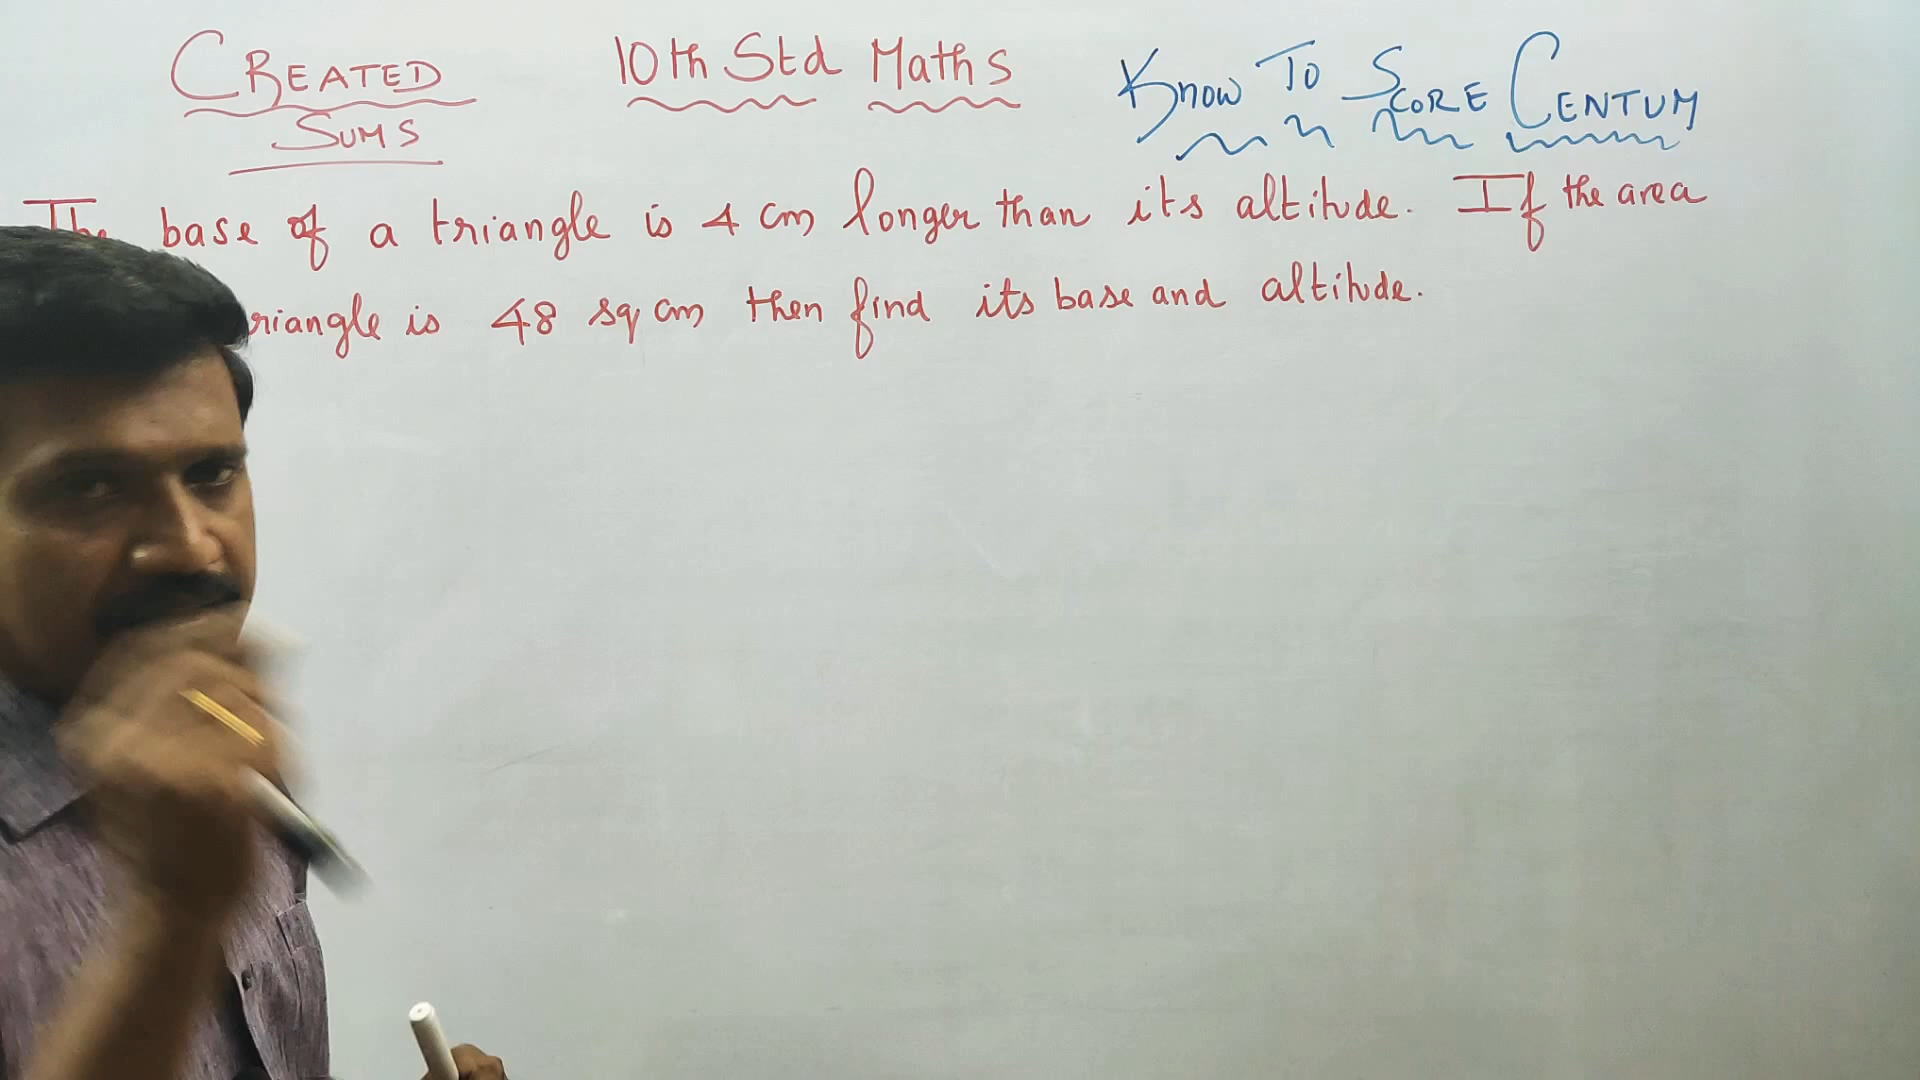 CREATED SUMS
10th Std Maths
Know To SCORE CENTUM
The base of a triangle is 4 cm longer than its altitude. If the area
riangle is 48 sq cm then find its base and altitude.